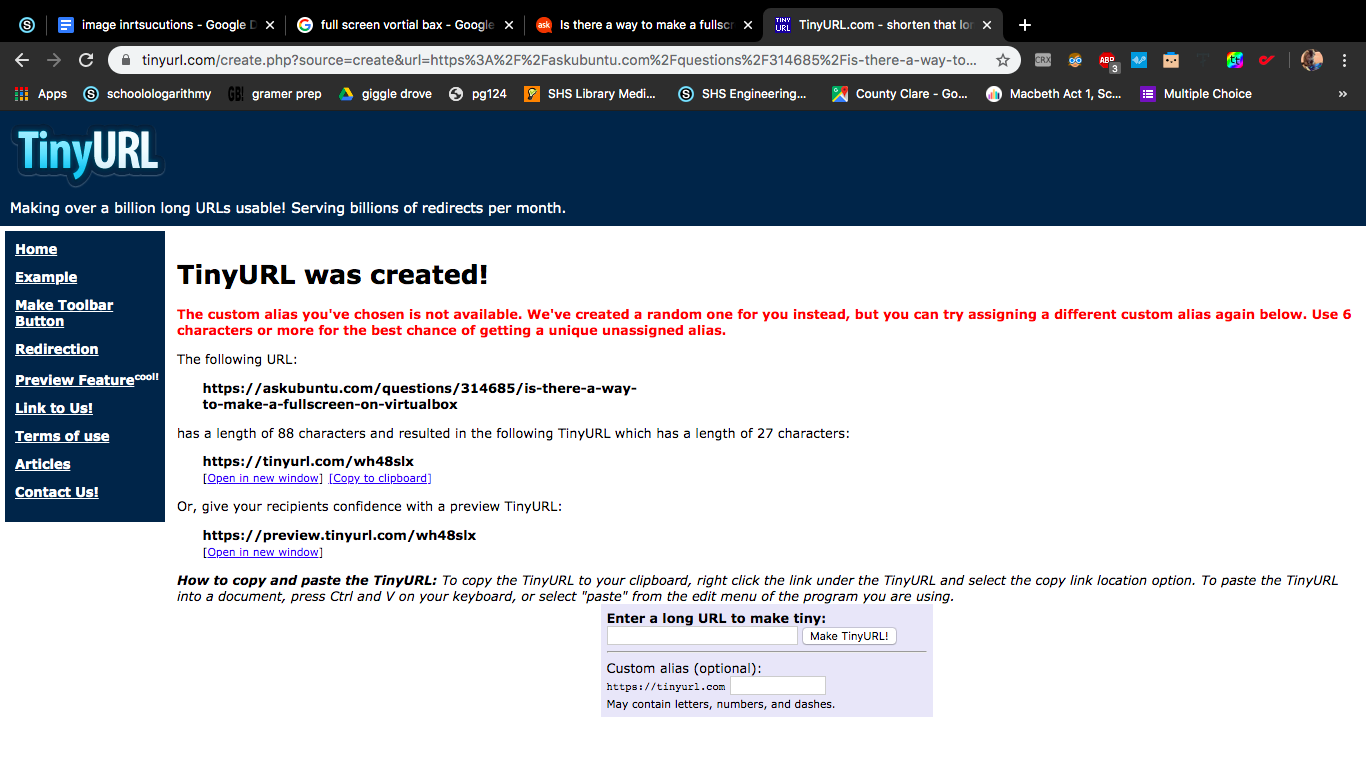 image inrtsucutions - Google D
full screen vortial bax - Google
ask
Is there a way to make a fullscr
TINY
URL
TinyURL.com - shorten that lon
tinyurl.com/create.php?source=create&url=https%3A%2F%2Faskubuntu.com%2Fquestions%2F314685%2Fis-there-a-way-to...
CRX
ABP
3
Apps
schoolologarithmy
GB!
gramer prep
giggle drove
pg124
SHS Library Medi...
SHS Engineering...
County Clare - Go...
Macbeth Act 1, Sc...
Multiple Choice
»
TinyURL
Making over a billion long URLs usable! Serving billions of redirects per month.
Home
Example
Make Toolbar
Button
Redirection
Preview Feature cool!
Link to Us!
Terms of use
Articles
Contact Us!
TinyURL was created!
The custom alias you've chosen is not available. We've created a random one for you instead, but you can try assigning a different custom alias again below. Use 6
characters or more for the best chance of getting a unique unassigned alias.
The following URL:
https://askubuntu.com/questions/314685/is-there-a-way-
to-make-a-fullscreen-on-virtualbox
has a length of 88 characters and resulted in the following TinyURL which has a length of 27 characters:
https://tinyurl.com/wh48slx
[Open in new window] [Copy to clipboard]
Or, give your recipients confidence with a preview TinyURL:
https://preview.tinyurl.com/wh48slx
[Open in new window]
How to copy and paste the TinyURL: To copy the TinyURL to your clipboard, right click the link under the TinyURL and select the copy link location option. To paste the TinyURL
into a document, press Ctrl and V on your keyboard, or select "paste" from the edit menu of the program you are using.
Enter a long URL to make tiny:
Make TinyURL!
Custom alias (optional):
https://tinyurl.com
May contain letters, numbers, and dashes.